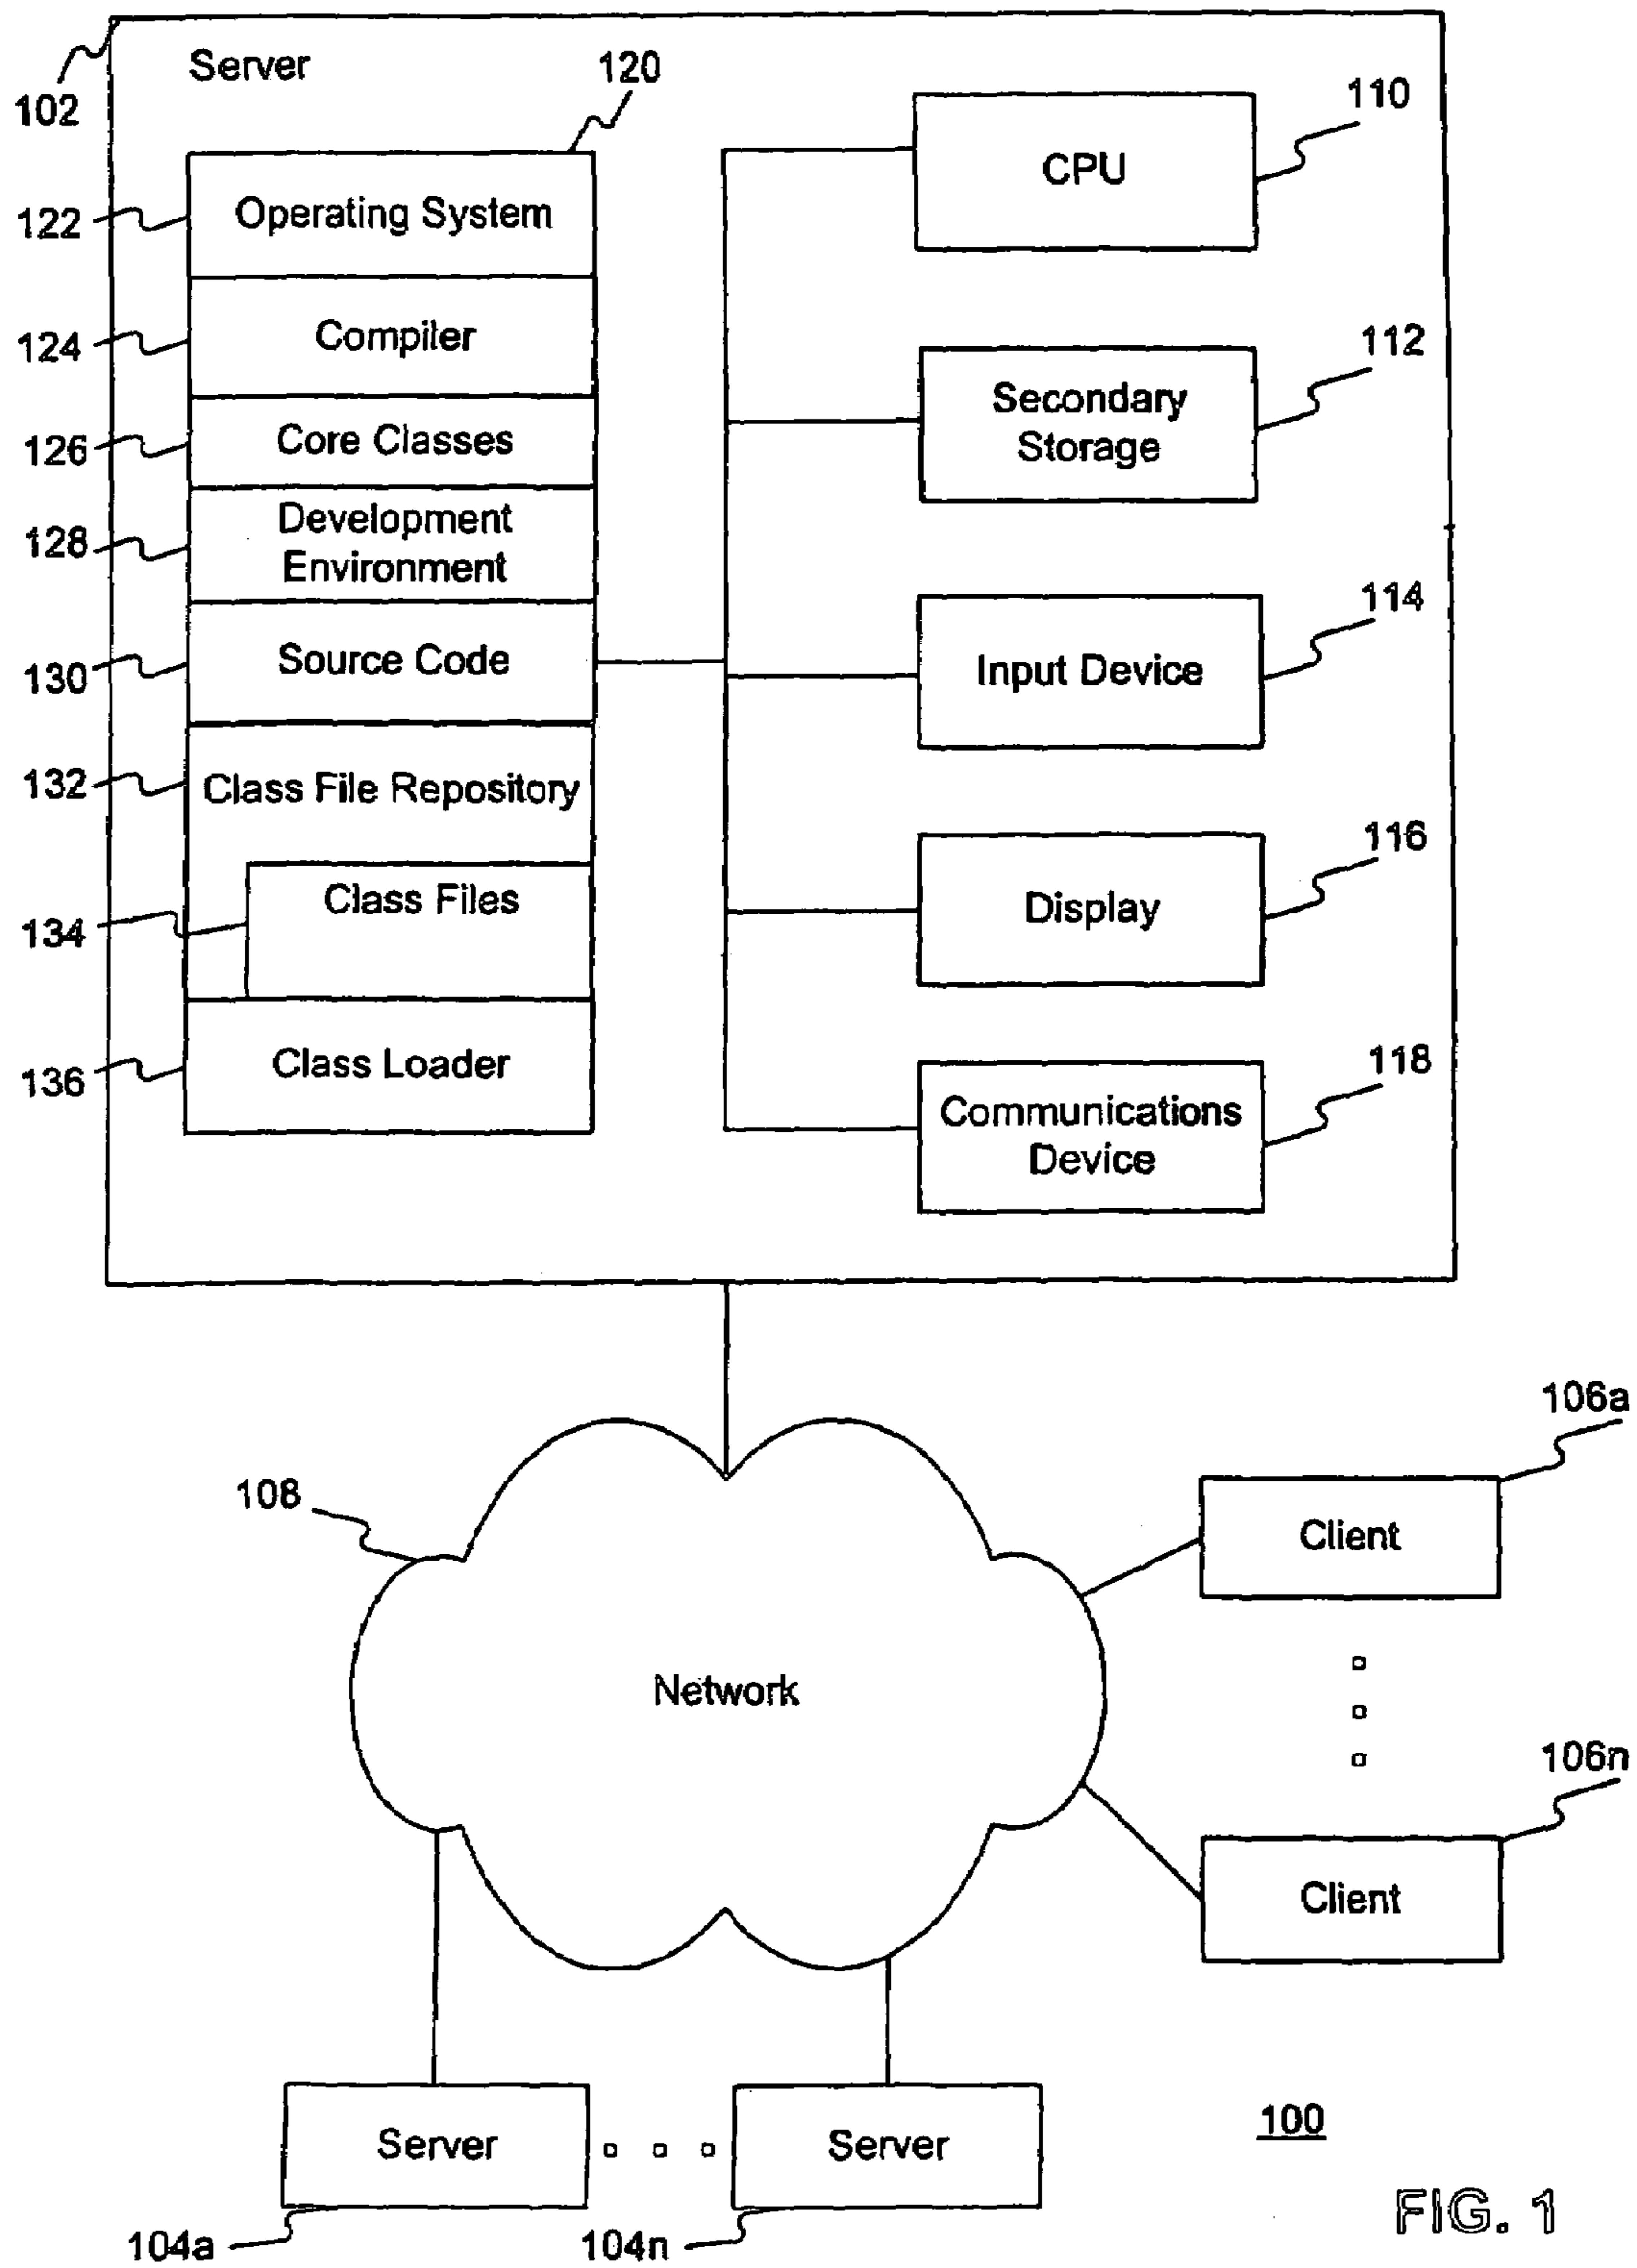 Server
102
120
110
CPU
122
Operating System
124
Compiler
112
Secondary
Storage
126
Core Classes
128
Development
Environment
114
Input Device
130
Source Code
132
Class File Repository
116
Display
134
Class Files
136
Class Loader
118
Communications
Device
106a
Client
108
Network
106n
Client
Server
Server
104a
104n
100
FIG. 1